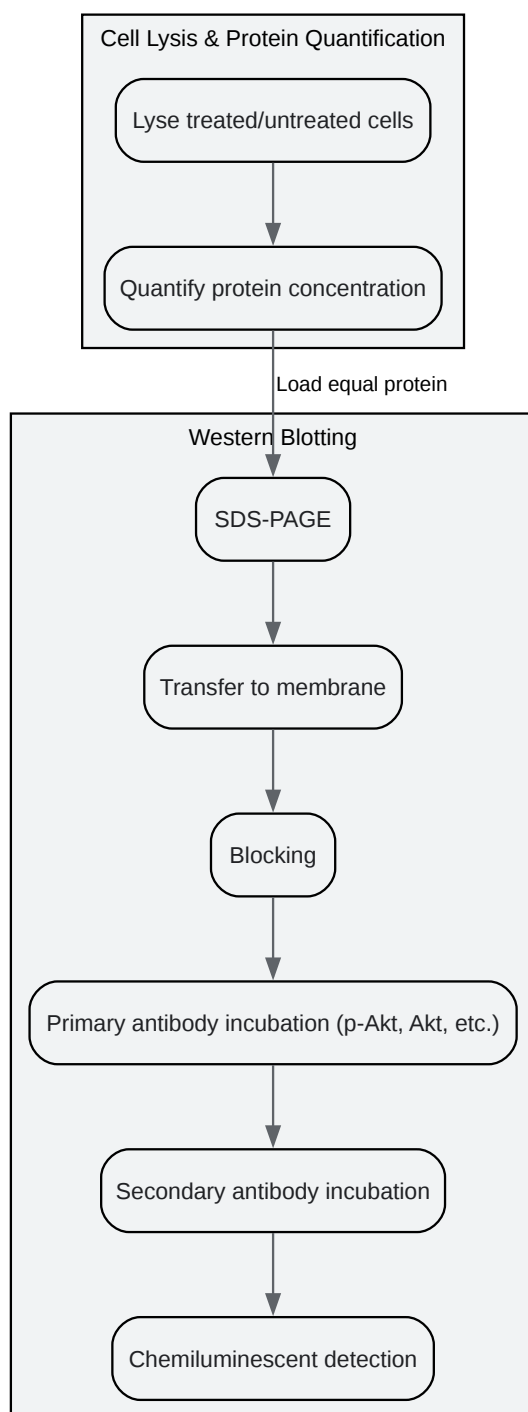 Cell Lysis & Protein Quantification
Lyse treated/untreated cells
Quantify protein concentration
Load equal protein
Western Blotting
SDS-PAGE
Transfer to membrane
Blocking
Primary antibody incubation (p-Akt, Akt, etc.)
Secondary antibody incubation
Chemiluminescent detection